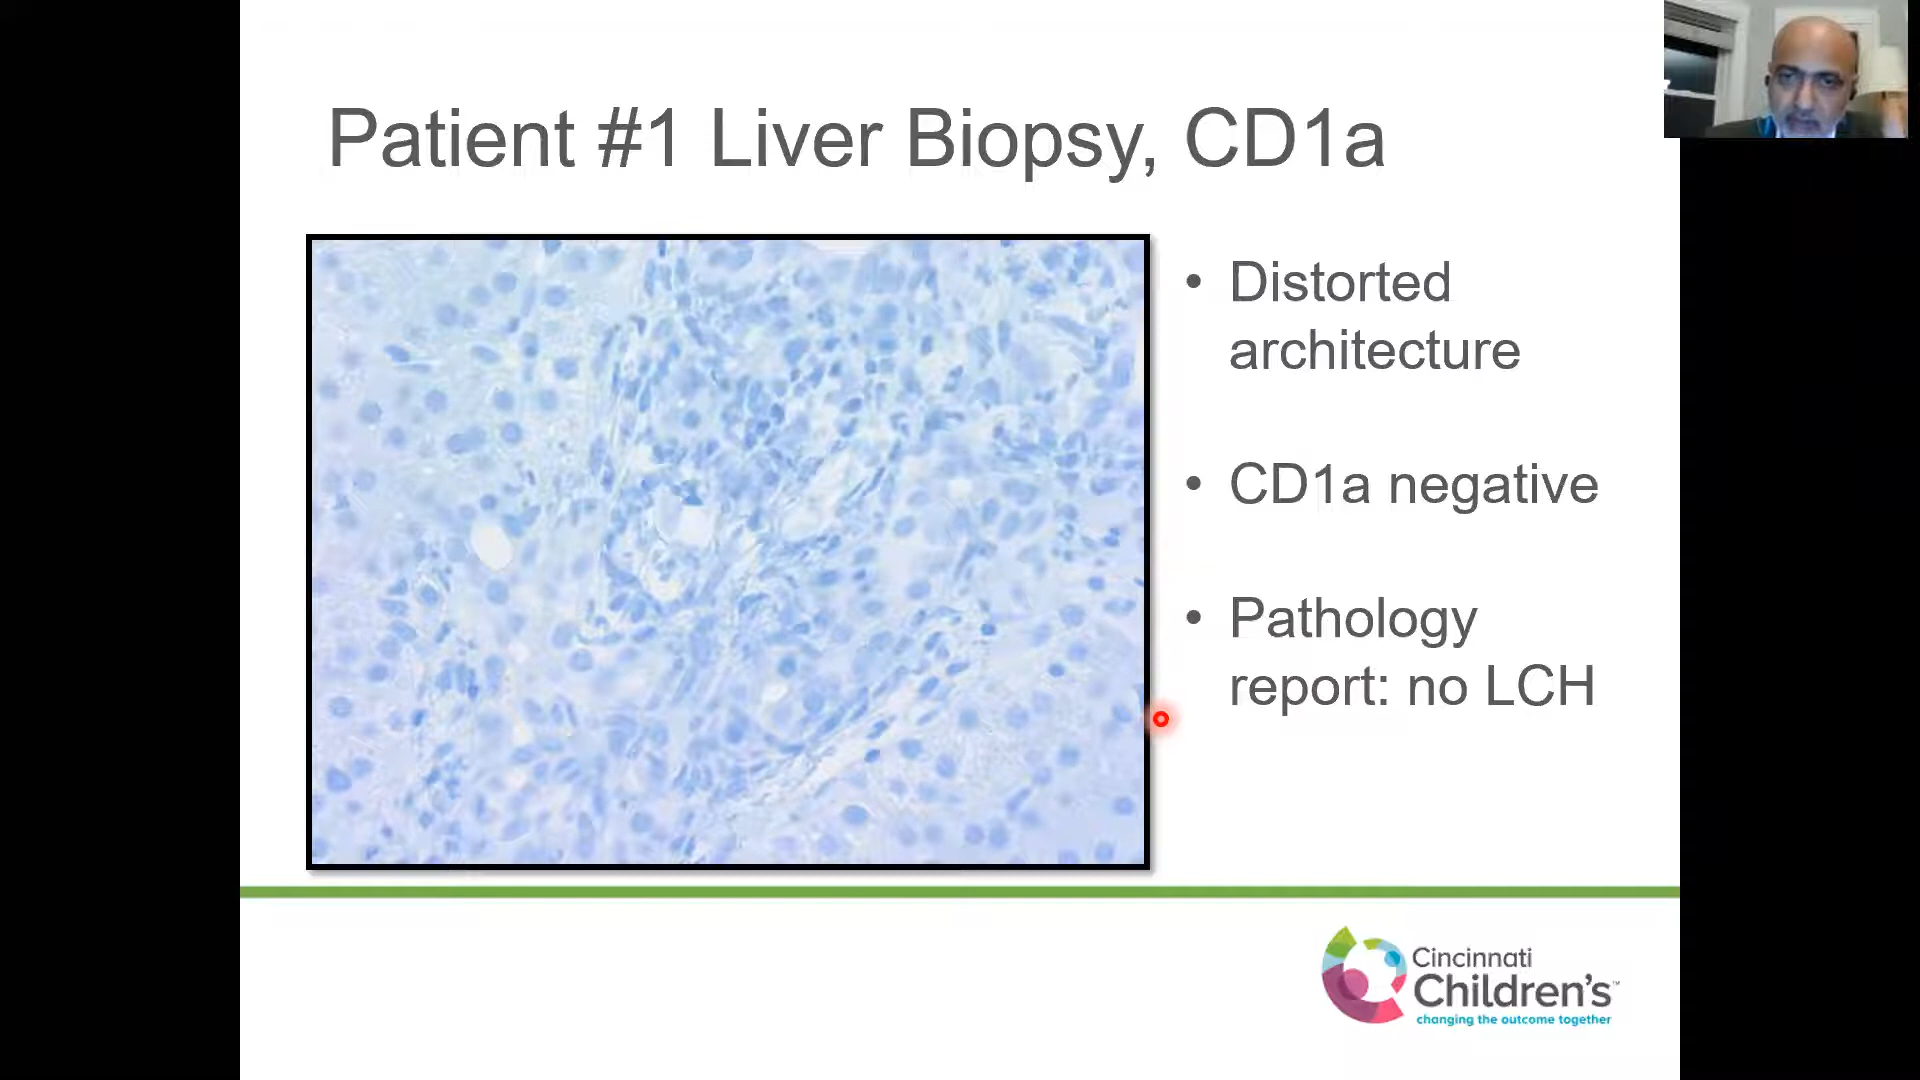 Patient #1 Liver Biopsy, CD1a
• Distorted
architecture
• CD1a negative
• Pathology
report: no LCH
Cincinnati
Children's™
changing the outcome together